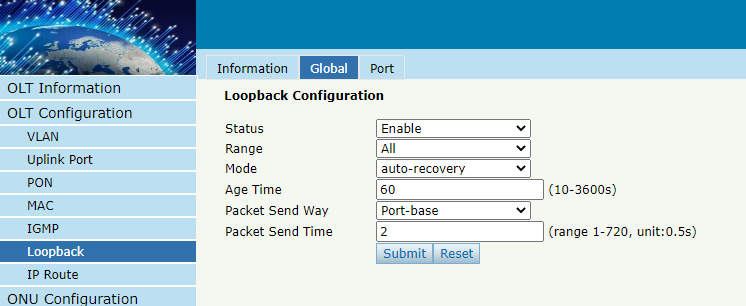 Information Global Port
OLT Information
OLT Configuration
VLAN
Uplink Port
PON
MAC
IGMP
Loopback
IP Route
ONU Configuration
Loopback Configuration
Status Enable
Range All
Mode auto-recovery
Age Time 60 (10-3600s)
Packet Send Way Port-base
Packet Send Time 2 (range 1-720, unit:0.5s)
Submit Reset